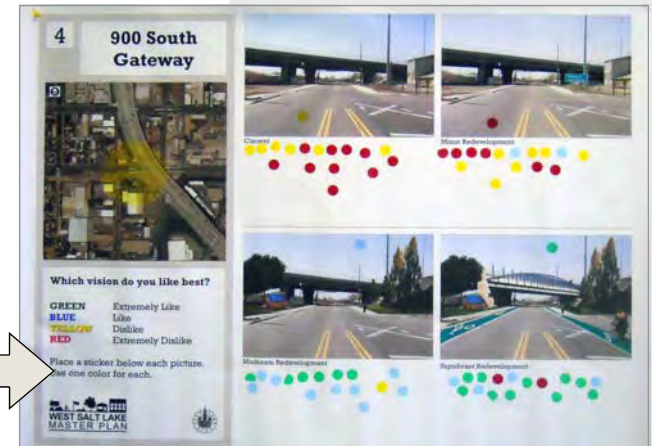 4
900 South
Gateway
Current
Minor Redevelopment
Which vision do you like best?
GREEN Extremely Like
BLUE Like
YELLOW Dislike
RED Extremely Dislike
Place a sticker below each picture.
Use one color for each.
Moderate Redevelopment
Significant Redevelopment
WEST SALT LAKE
MASTER PLAN